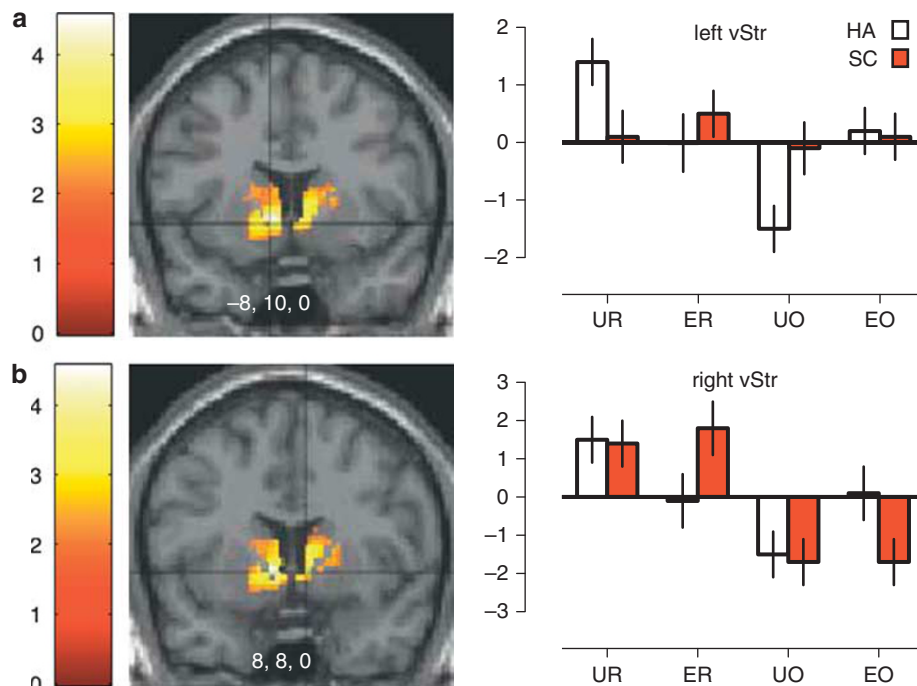 a
4
3
2
1
0
–8, 10, 0
left vStr
HA
SC
2
1
0
–1
–2
UR ER UO EO
b
4
3
2
1
0
8, 8, 0
right vStr
3
2
1
0
–1
–2
–3
UR ER UO EO